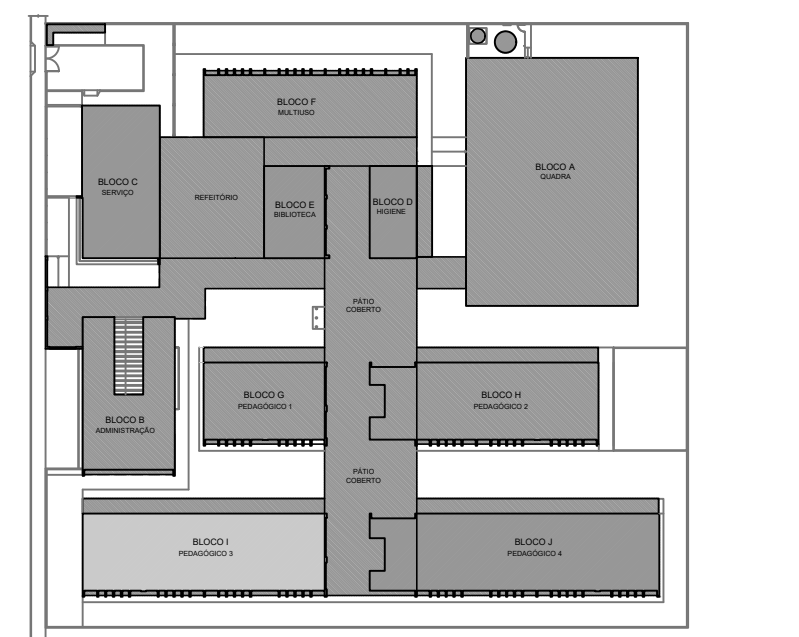 BLOCO F
MULTIUSO
BLOCO A
QUADRA
BLOCO C
SERVIÇO
REFEITÓRIO
BLOCO E
BIBLIOTECA
BLOCO D
HIGIENE
PÁTIO
COBERTO
BLOCO G
PEDAGÓGICO 1
BLOCO H
PEDAGÓGICO 2
BLOCO B
ADMINISTRAÇÃO
PÁTIO
COBERTO
BLOCO I
PEDAGÓGICO 3
BLOCO J
PEDAGÓGICO 4